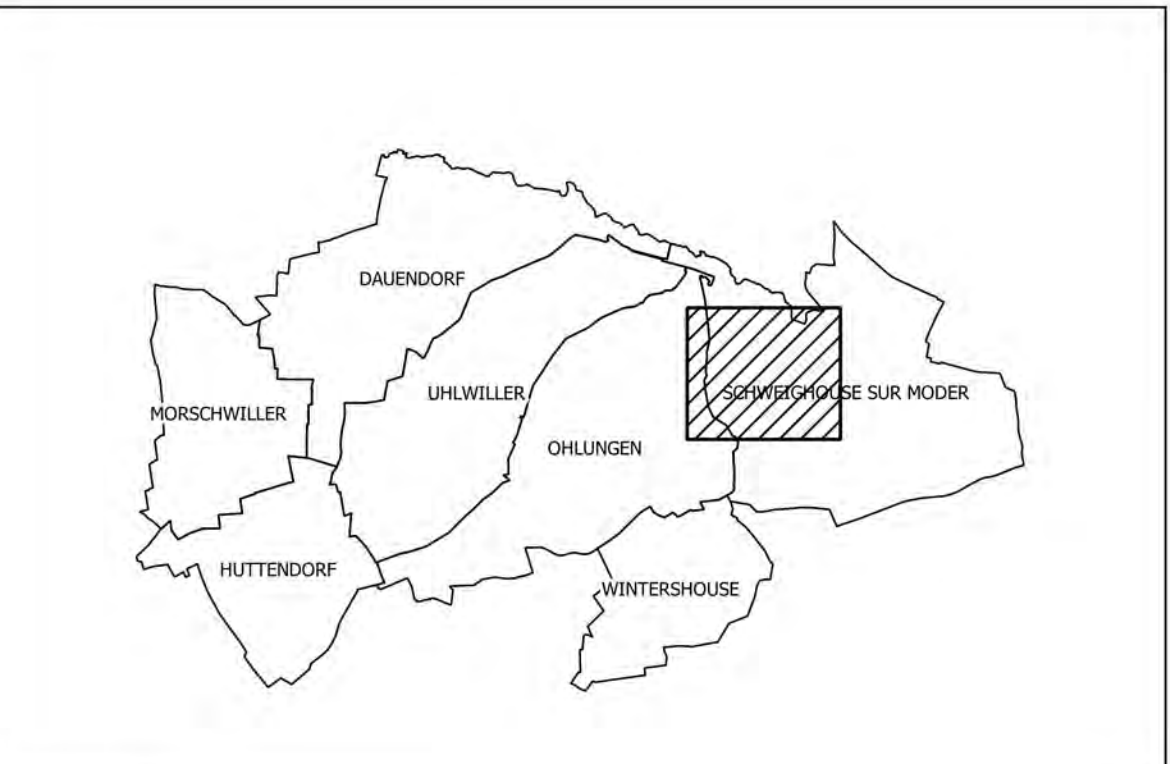 DAUENDORF
UHLWILLER
SCHWEIGHOUSE SUR MODER
MORSCHWILLER
OHLUNGEN
HUTTENDORF
WINTERSHOUSE